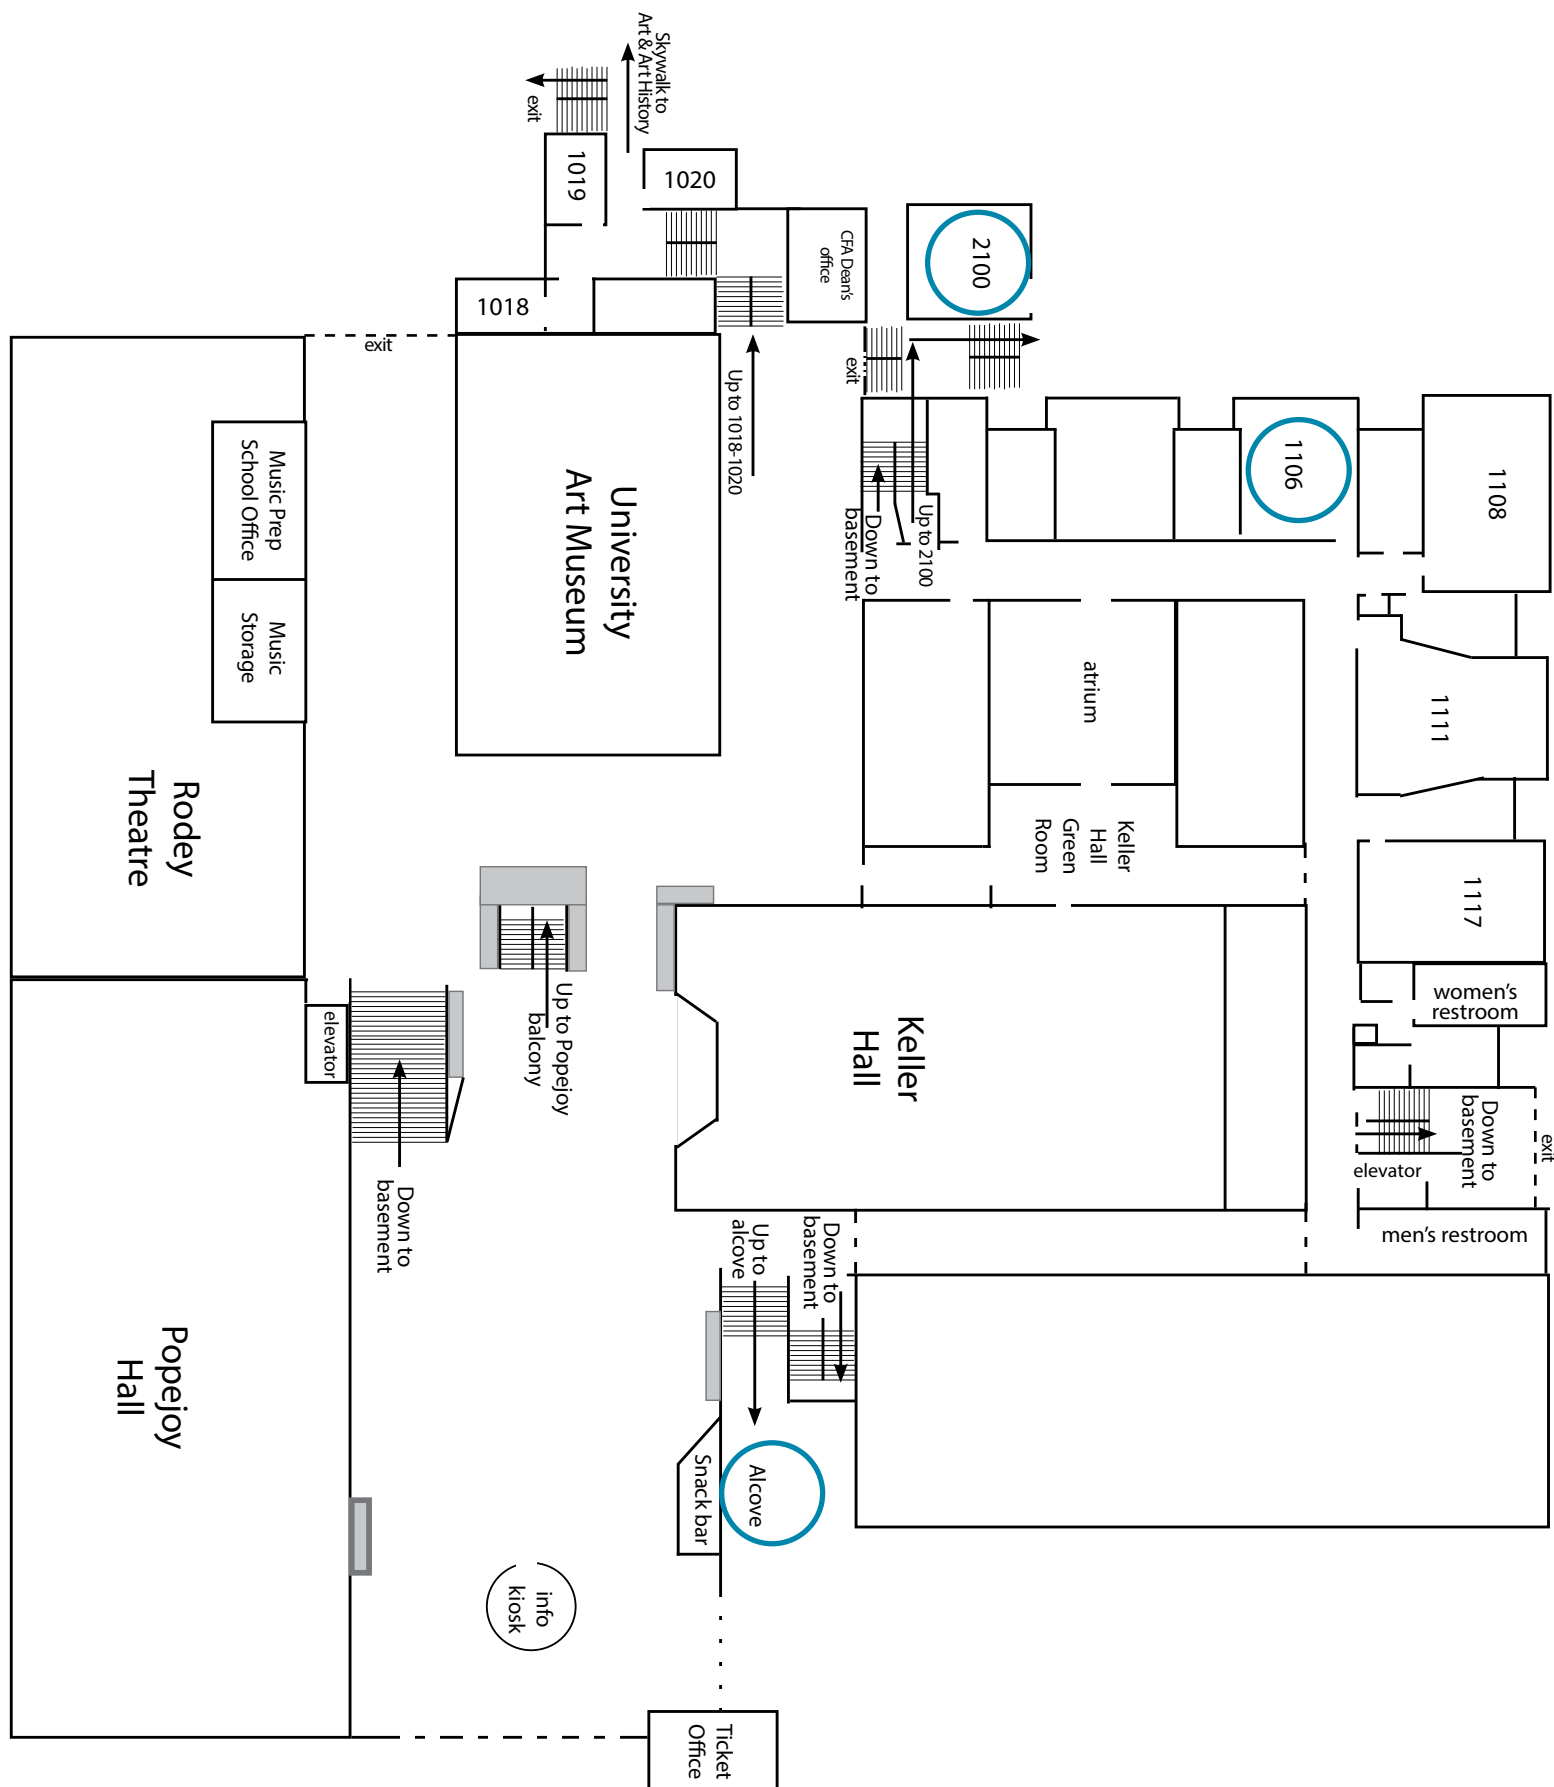 Skywalk to
Art & Art History
exit
1019
1020
CFA Dean's
office
2100
1018
exit
exit
Up to 1018-1020
Music Prep
School Office
University
Art Museum
Down to
basement
Up to 2100
1106
1108
Music
Storage
atrium
1111
Rodey
Theatre
Keller
Hall
Green
Room
1117
women's
restroom
elevator
Up to Popejoy
balcony
Keller
Hall
Down to
basement
exit
elevator
men's restroom
Down to
basement
Up to
alcove
Down to
basement
Popejoy
Hall
Snack bar
Alcove
info
kiosk
Ticket
Office